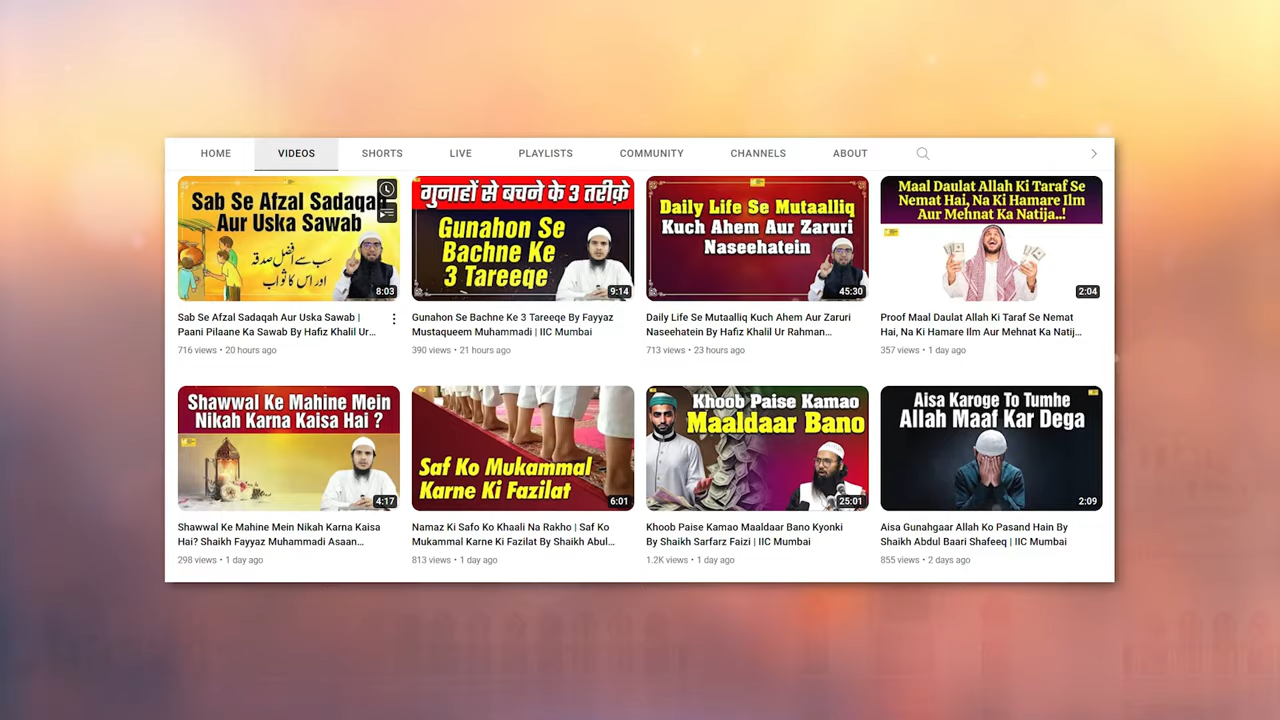 HOME VIDEOS SHORTS LIVE PLAYLISTS COMMUNITY CHANNELS ABOUT
Sab Se Afzal Sadaqah
Aur Uska Sawab
سب سے افضل صدقہ
اور اس کا ثواب
8:03
Sab Se Afzal Sadaqah Aur Uska Sawab |
Paani Pilaane Ka Sawab By Hafiz Khalil Ur...
716 views • 20 hours ago
गुनाहों से बचने के 3 तरीक़े
Gunahon Se
Bachne Ke
3 Tareeqe
9:14
Gunahon Se Bachne Ke 3 Tareeqe By Fayyaz
Mustaqueem Muhammadi | IIC Mumbai
390 views • 21 hours ago
Daily Life Se Mutaalliq
Kuch Ahem Aur Zaruri
Naseehatein
45:30
Daily Life Se Mutaalliq Kuch Ahem Aur Zaruri
Naseehatein By Hafiz Khalil Ur Rahman...
713 views • 23 hours ago
Maal Daulat Allah Ki Taraf Se
Nemat Hai, Na Ki Hamare Ilm
Aur Mehnat Ka Natija..!
2:04
Proof Maal Daulat Allah Ki Taraf Se Nemat
Hai, Na Ki Hamare Ilm Aur Mehnat Ka Natij...
357 views • 1 day ago
Shawwal Ke Mahine Mein
Nikah Karna Kaisa Hai ?
4:17
Shawwal Ke Mahine Mein Nikah Karna Kaisa
Hai? Shaikh Fayyaz Muhammadi Asaan...
298 views • 1 day ago
Saf Ko Mukammal
Karne Ki Fazilat
6:01
Namaz Ki Safo Ko Khaali Na Rakho | Saf Ko
Mukammal Karne Ki Fazilat By Shaikh Abul...
813 views • 1 day ago
Khoob Paise Kamao
Maaldaar Bano
25:01
Khoob Paise Kamao Maaldaar Bano Kyonki
By Shaikh Sarfarz Faizi | IIC Mumbai
1.2K views • 1 day ago
Aisa Karoge To Tumhe
Allah Maaf Kar Dega
2:09
Aisa Gunahgaar Allah Ko Pasand Hain By
Shaikh Abdul Baari Shafeeq | IIC Mumbai
855 views • 2 days ago